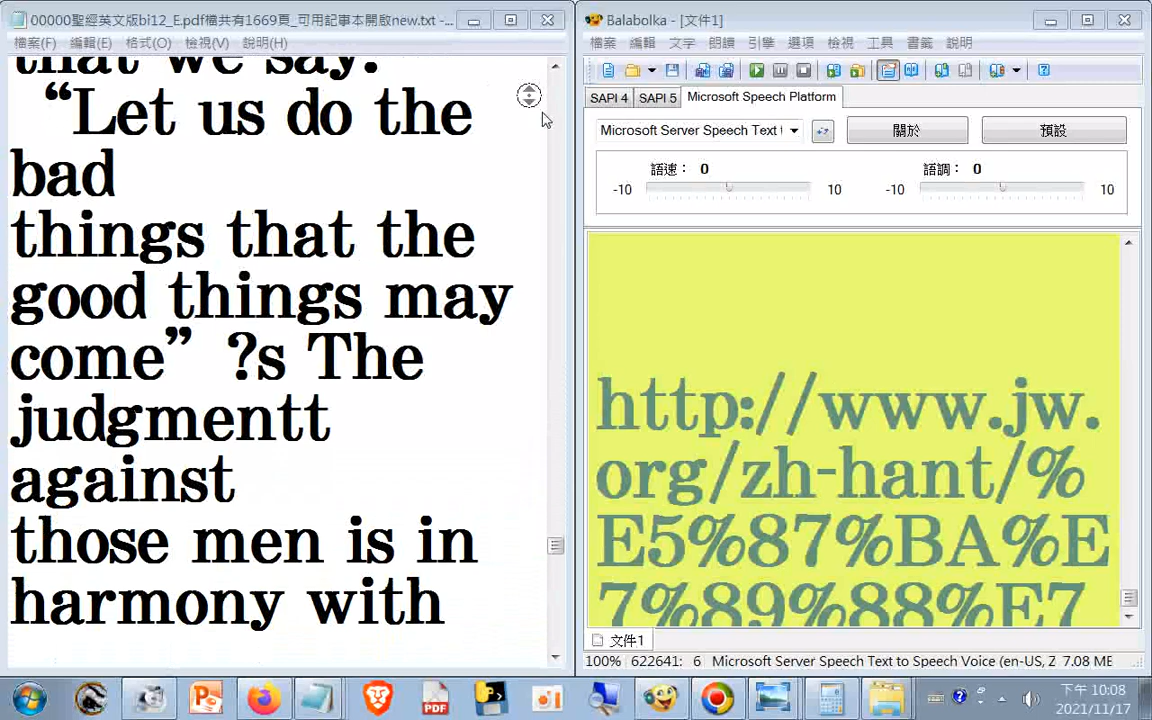 00000聖經英文版bi12_E.pdf檔共有1669頁_可用記事本開啟new.txt -...
檔案(F) 編輯(E) 格式(O) 檢視(V) 說明(H)
that we say:
“Let us do the
bad
things that the
good things may
come” ?s The
judgmentt
against
those men is in
harmony with
Balabolka - [文件1]
檔案 編輯 文字 朗讀 引擎 選項 檢視 工具 書籤 說明
SAPI 4 SAPI 5 Microsoft Speech Platform
Microsoft Server Speech Text t 關於 預設
語速： 0 語調： 0
-10 10 -10 10
http://www.jw.
org/zh-hant/%
E5%87%BA%E
7%89%88%E7
文件1
100% 622641: 6 Microsoft Server Speech Text to Speech Voice (en-US, Z 7.08 ME
PDF
下午 10:08
2021/11/17